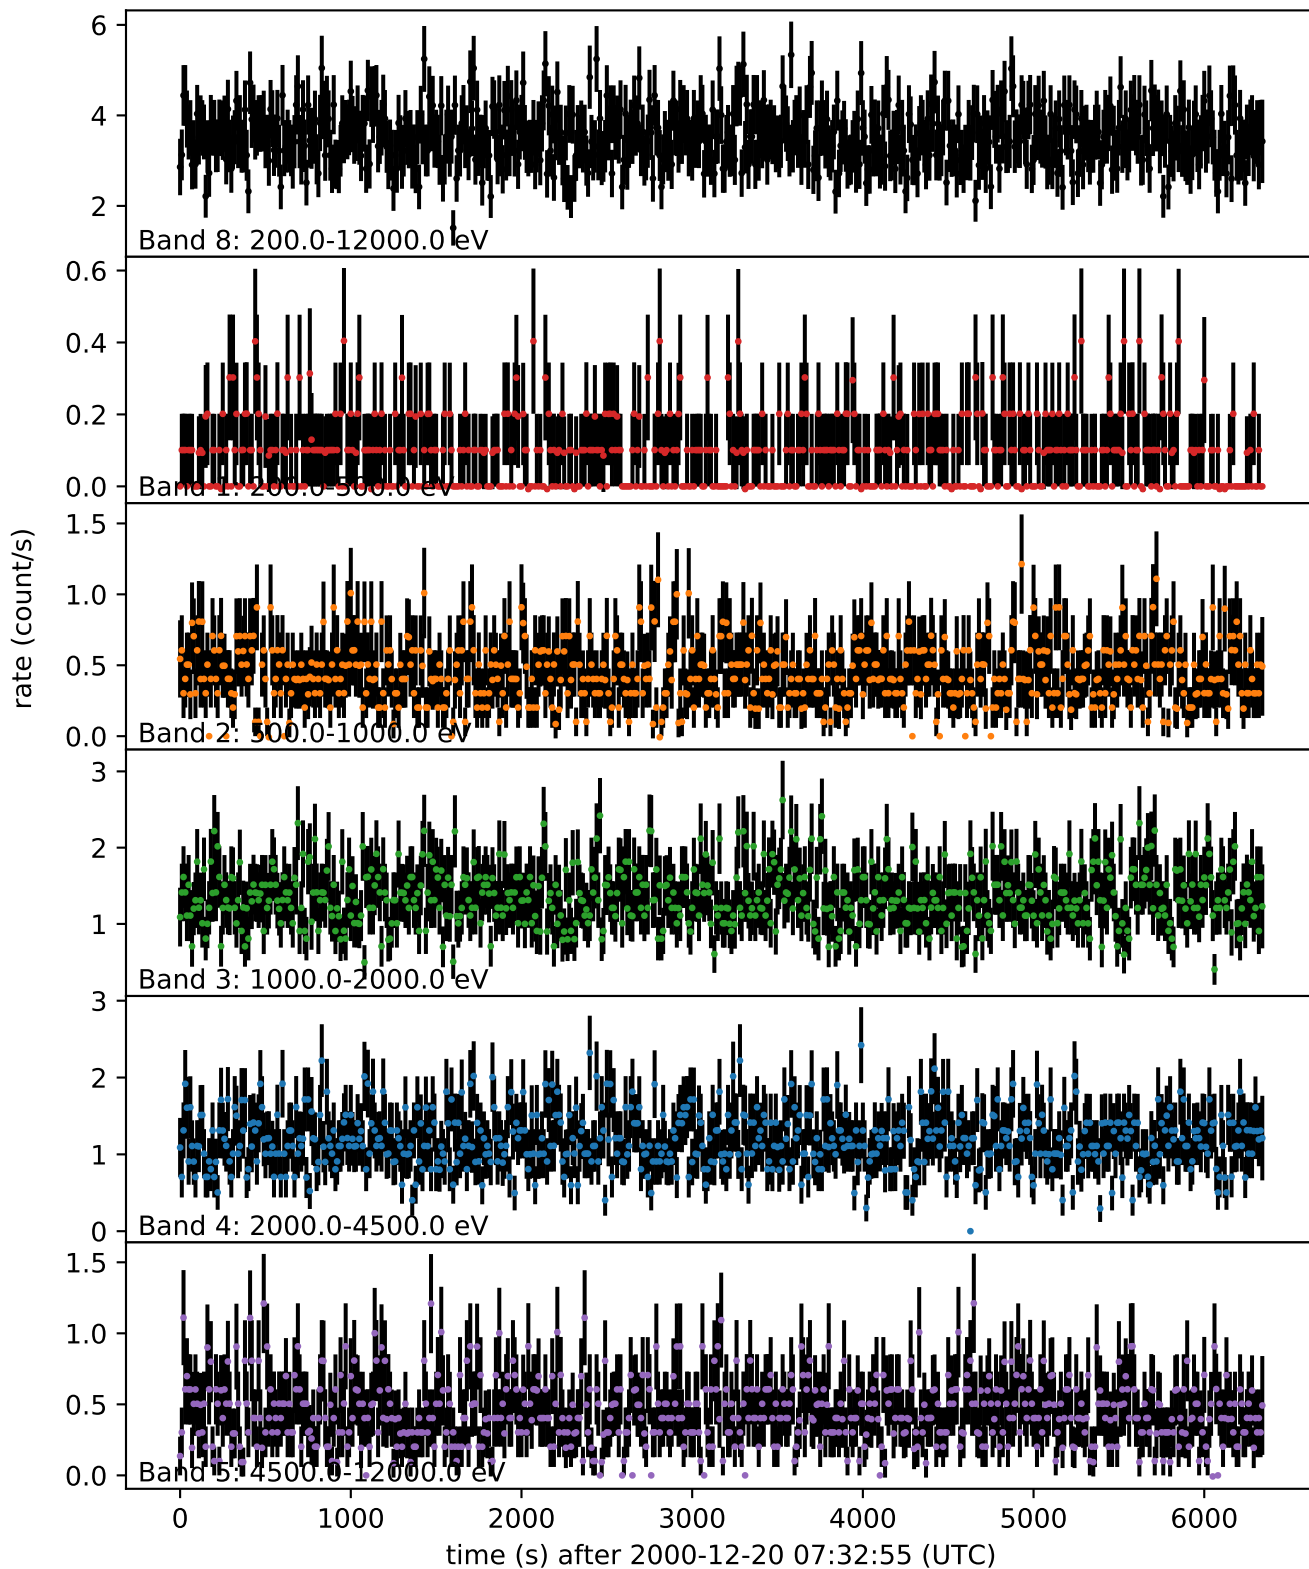 6
4
2
Band 8: 200.0-12000.0 eV
0.6
0.4
0.2
0.0
Band 1: 200.0-500.0 eV
1.5
1.0
0.5
0.0
Band 2: 500.0-1000.0 eV
3
2
1
Band 3: 1000.0-2000.0 eV
3
2
1
0
Band 4: 2000.0-4500.0 eV
1.5
1.0
0.5
0.0
Band 5: 4500.0-12000.0 eV
rate (count/s)
0 1000 2000 3000 4000 5000 6000
time (s) after 2000-12-20 07:32:55 (UTC)